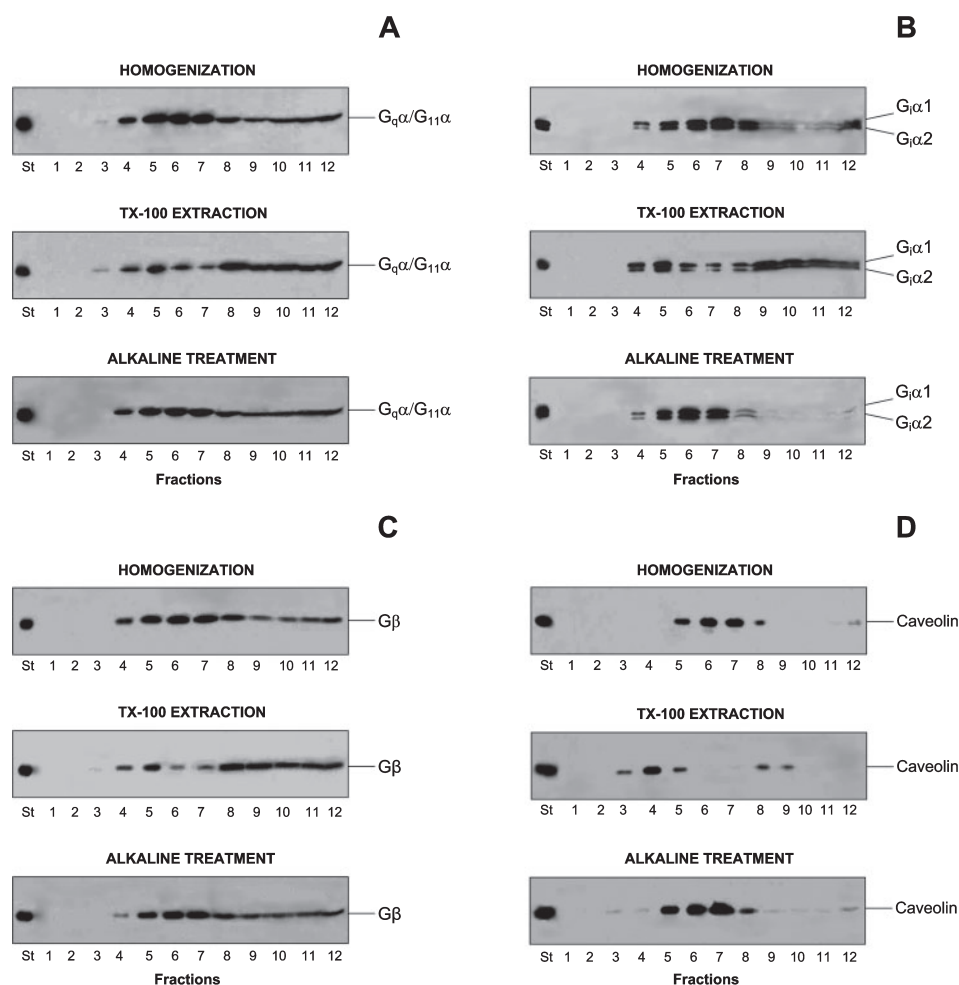 A
HOMOGENIZATION
Gqα/G11α
St 1 2 3 4 5 6 7 8 9 10 11 12
TX-100 EXTRACTION
Gqα/G11α
St 1 2 3 4 5 6 7 8 9 10 11 12
ALKALINE TREATMENT
Gqα/G11α
St 1 2 3 4 5 6 7 8 9 10 11 12
Fractions
B
HOMOGENIZATION
Giα1
Giα2
St 1 2 3 4 5 6 7 8 9 10 11 12
TX-100 EXTRACTION
Giα1
Giα2
St 1 2 3 4 5 6 7 8 9 10 11 12
ALKALINE TREATMENT
Giα1
Giα2
St 1 2 3 4 5 6 7 8 9 10 11 12
Fractions
C
HOMOGENIZATION
Gβ
St 1 2 3 4 5 6 7 8 9 10 11 12
TX-100 EXTRACTION
Gβ
St 1 2 3 4 5 6 7 8 9 10 11 12
ALKALINE TREATMENT
Gβ
St 1 2 3 4 5 6 7 8 9 10 11 12
Fractions
D
HOMOGENIZATION
Caveolin
St 1 2 3 4 5 6 7 8 9 10 11 12
TX-100 EXTRACTION
Caveolin
St 1 2 3 4 5 6 7 8 9 10 11 12
ALKALINE TREATMENT
Caveolin
St 1 2 3 4 5 6 7 8 9 10 11 12
Fractions